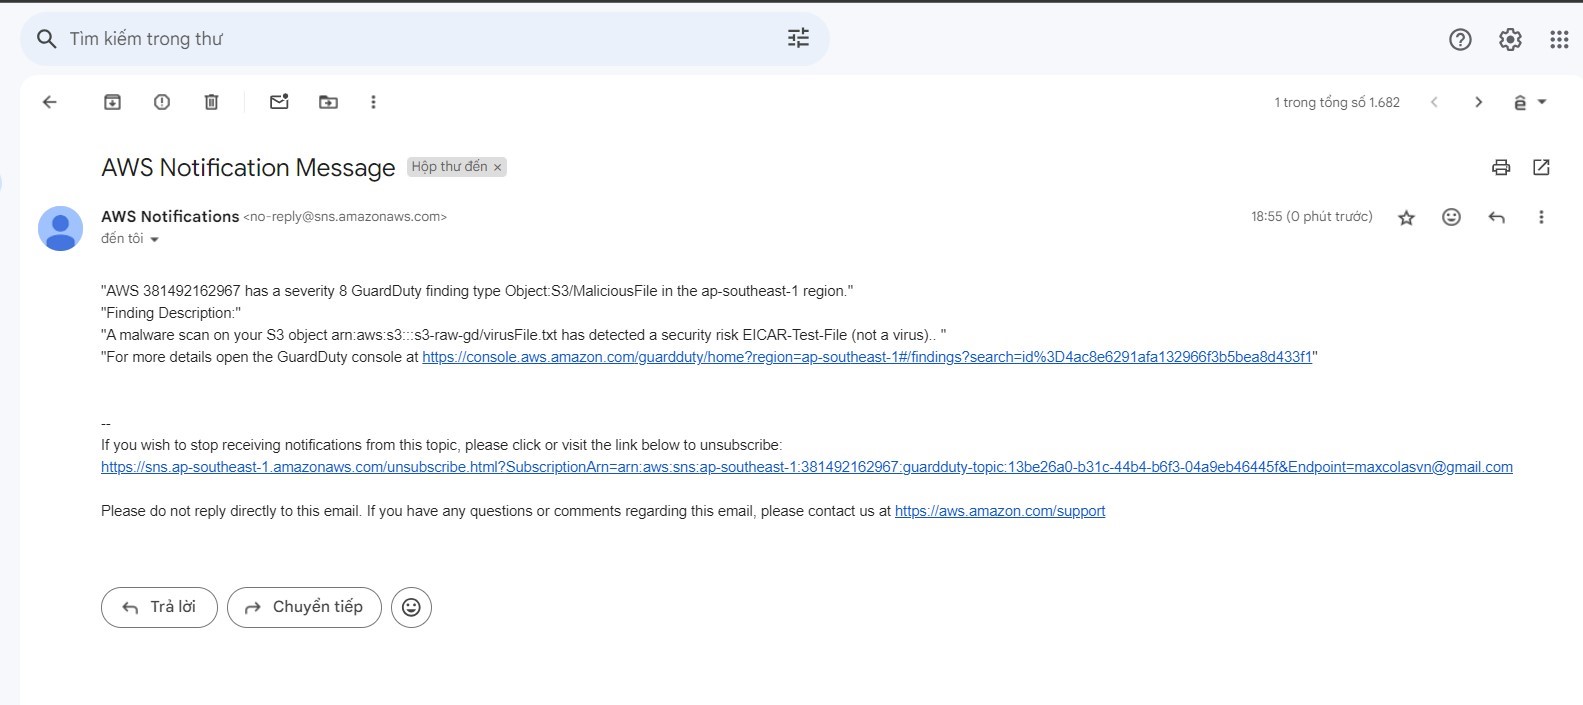 Tìm kiếm trong thư
1 trong tổng số 1.682
AWS Notification Message
Hộp thư đến ×
AWS Notifications <no-reply@sns.amazonaws.com>
18:55 (0 phút trước)
đến tôi
"AWS 381492162967 has a severity 8 GuardDuty finding type Object:S3/MaliciousFile in the ap-southeast-1 region."
"Finding Description:"
"A malware scan on your S3 object arn:aws:s3:::s3-raw-gd/virusFile.txt has detected a security risk EICAR-Test-File (not a virus).. "
"For more details open the GuardDuty console at https://console.aws.amazon.com/guardduty/home?region=ap-southeast-1#/findings?search=id%3D4ac8e6291afa132966f3b5bea8d433f1"
--
If you wish to stop receiving notifications from this topic, please click or visit the link below to unsubscribe:
https://sns.ap-southeast-1.amazonaws.com/unsubscribe.html?SubscriptionArn=arn:aws:sns:ap-southeast-1:381492162967:guardduty-topic:13be26a0-b31c-44b4-b6f3-04a9eb46445f&Endpoint=maxcolasvn@gmail.com
Please do not reply directly to this email. If you have any questions or comments regarding this email, please contact us at https://aws.amazon.com/support
Trả lời
Chuyển tiếp